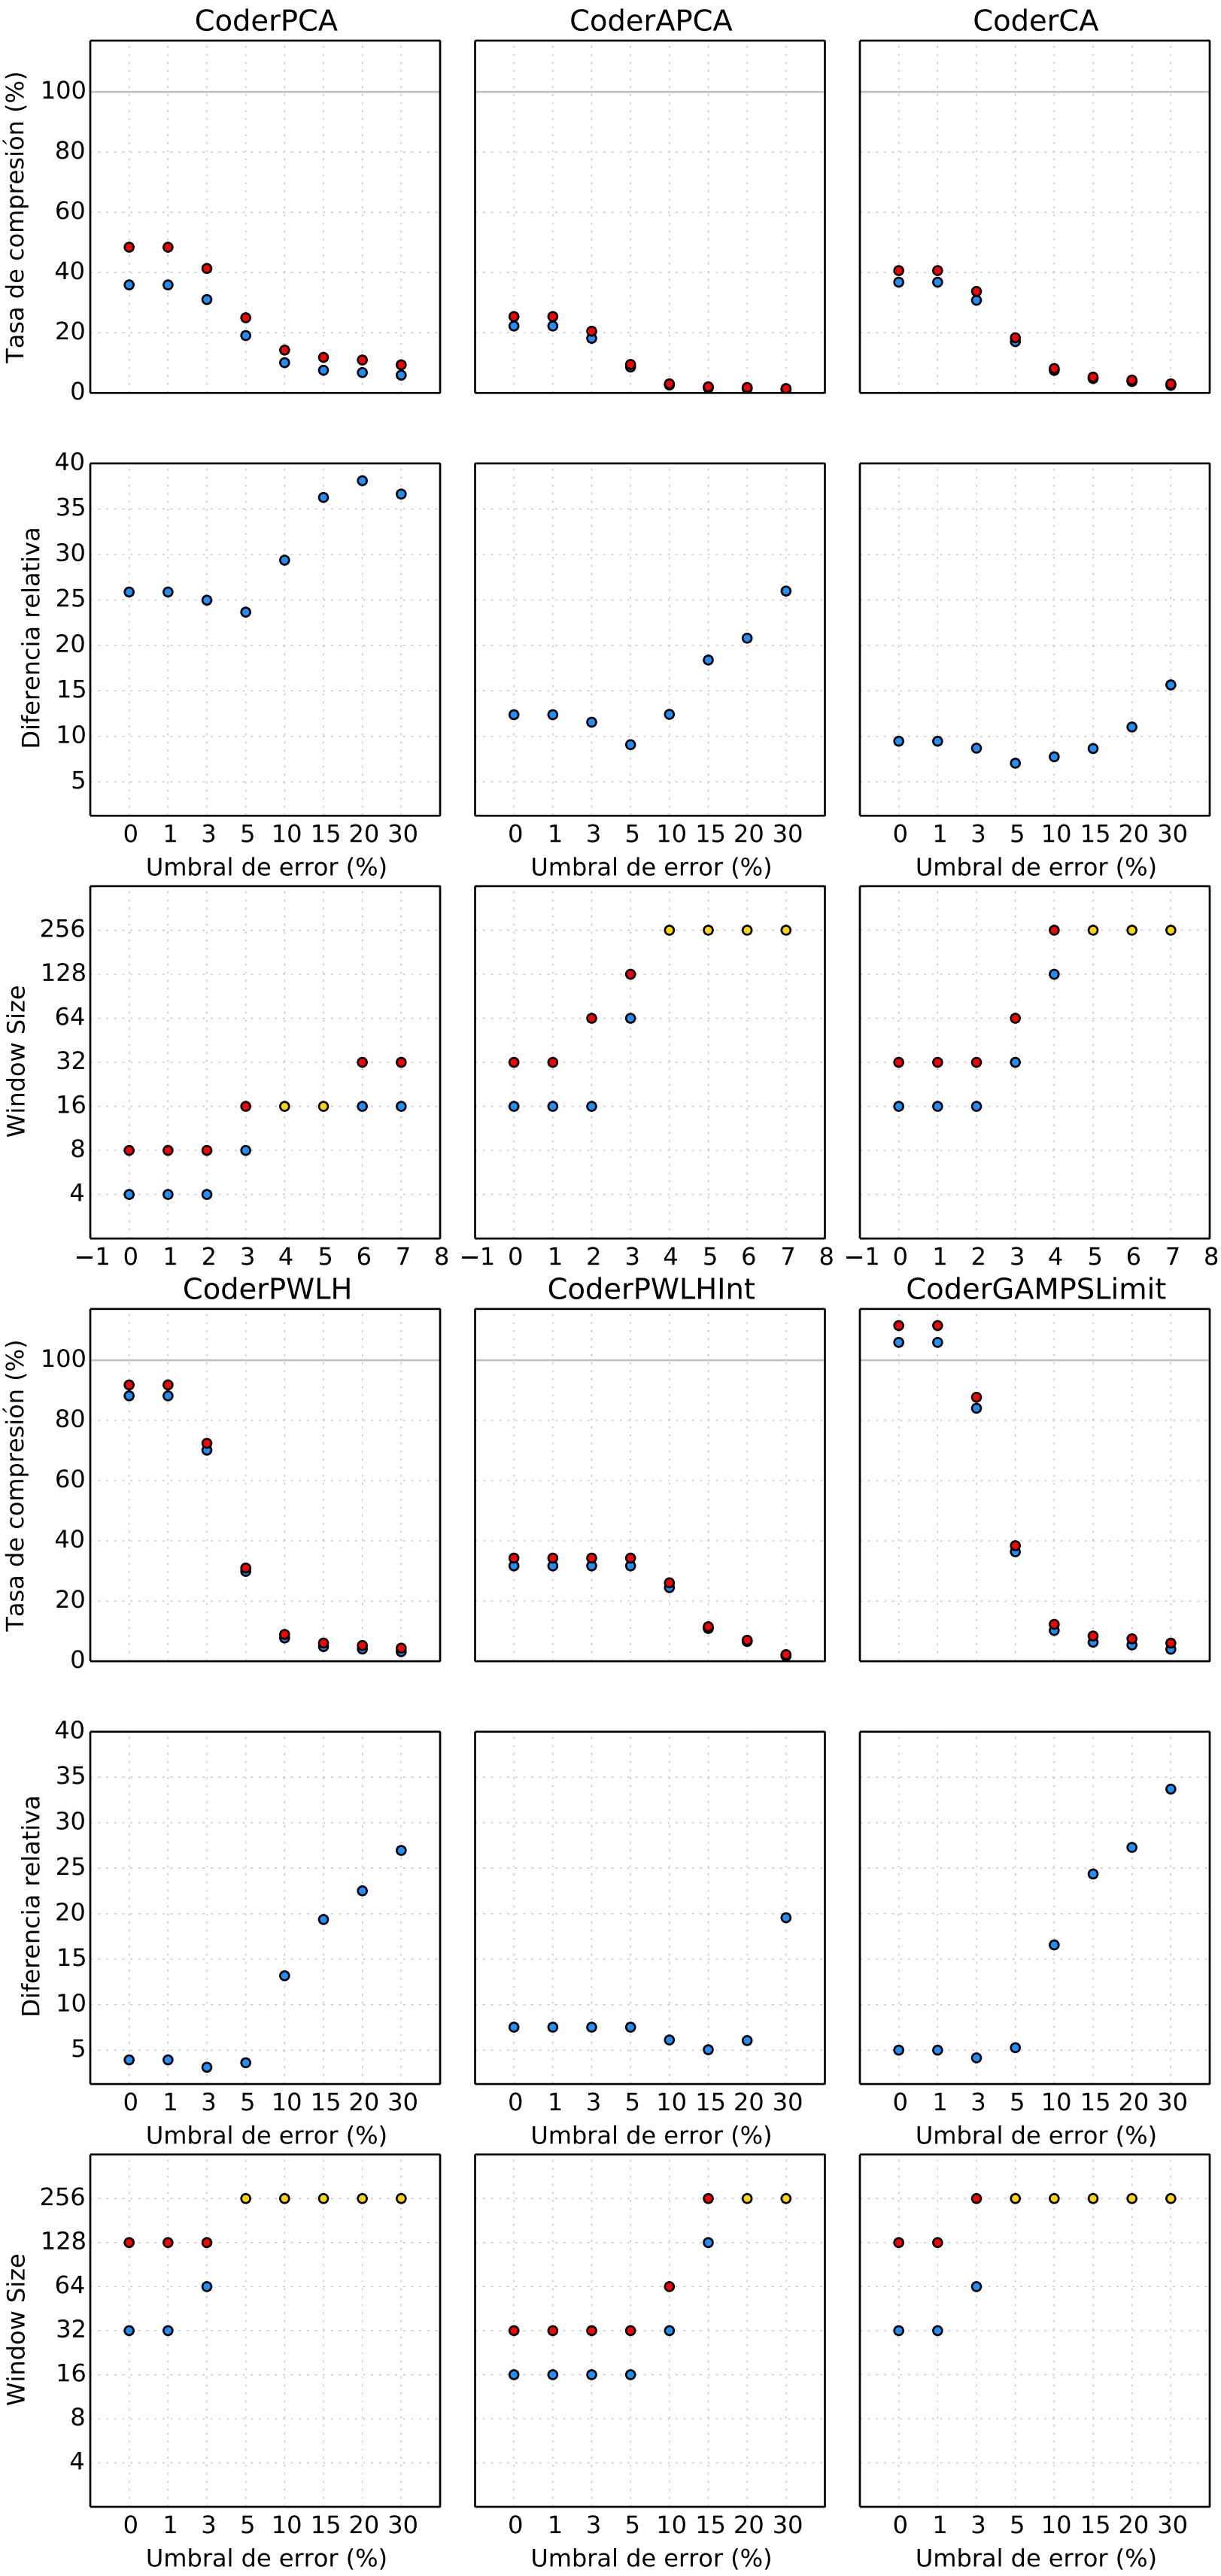 CoderPCA CoderAPCA CoderCA
Tasa de compresión (%)
100
80
60
40
20
0
Diferencia relativa
40
35
30
25
20
15
10
5
0 1 3 5 10 15 20 30 0 1 3 5 10 15 20 30 0 1 3 5 10 15 20 30
Umbral de error (%) Umbral de error (%) Umbral de error (%)
Window Size
256
128
64
32
16
8
4
−1 0 1 2 3 4 5 6 7 8 −1 0 1 2 3 4 5 6 7 8 −1 0 1 2 3 4 5 6 7 8
CoderPWLH CoderPWLHInt CoderGAMPSLimit
Tasa de compresión (%)
100
80
60
40
20
0
Diferencia relativa
40
35
30
25
20
15
10
5
0 1 3 5 10 15 20 30 0 1 3 5 10 15 20 30 0 1 3 5 10 15 20 30
Umbral de error (%) Umbral de error (%) Umbral de error (%)
Window Size
256
128
64
32
16
8
4
0 1 3 5 10 15 20 30 0 1 3 5 10 15 20 30 0 1 3 5 10 15 20 30
Umbral de error (%) Umbral de error (%) Umbral de error (%)